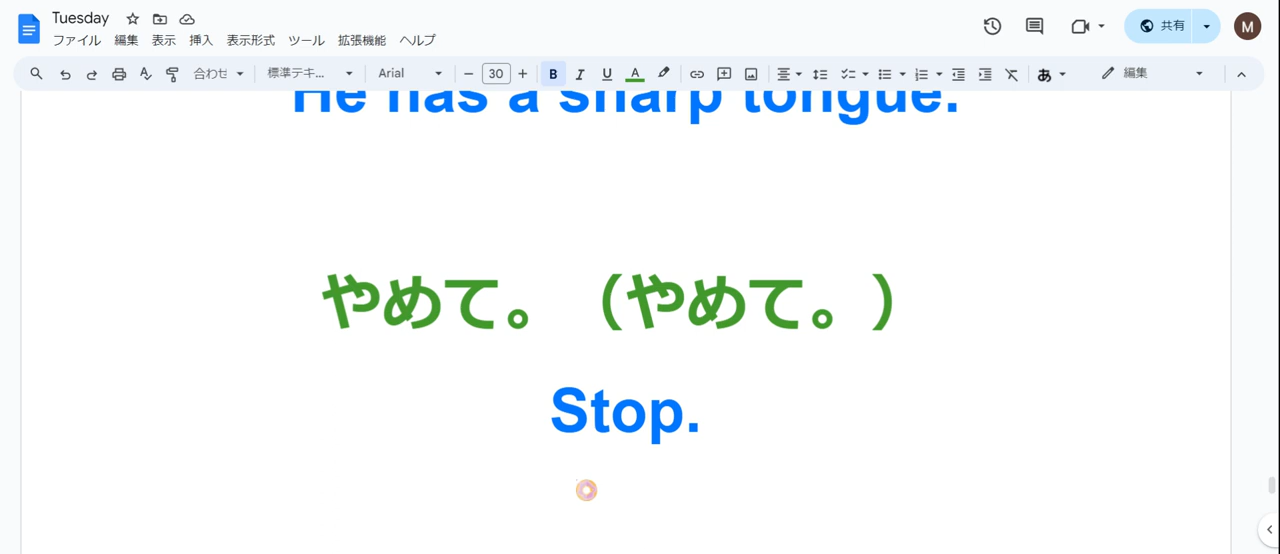 Tuesday
ファイル 編集 表示 挿入 表示形式 ツール 拡張機能 ヘルプ
共有
M
合わせ 標準テキ... Arial 30 B I U A あ 編集
He has a sharp tongue.
やめて。（やめて。）
Stop.